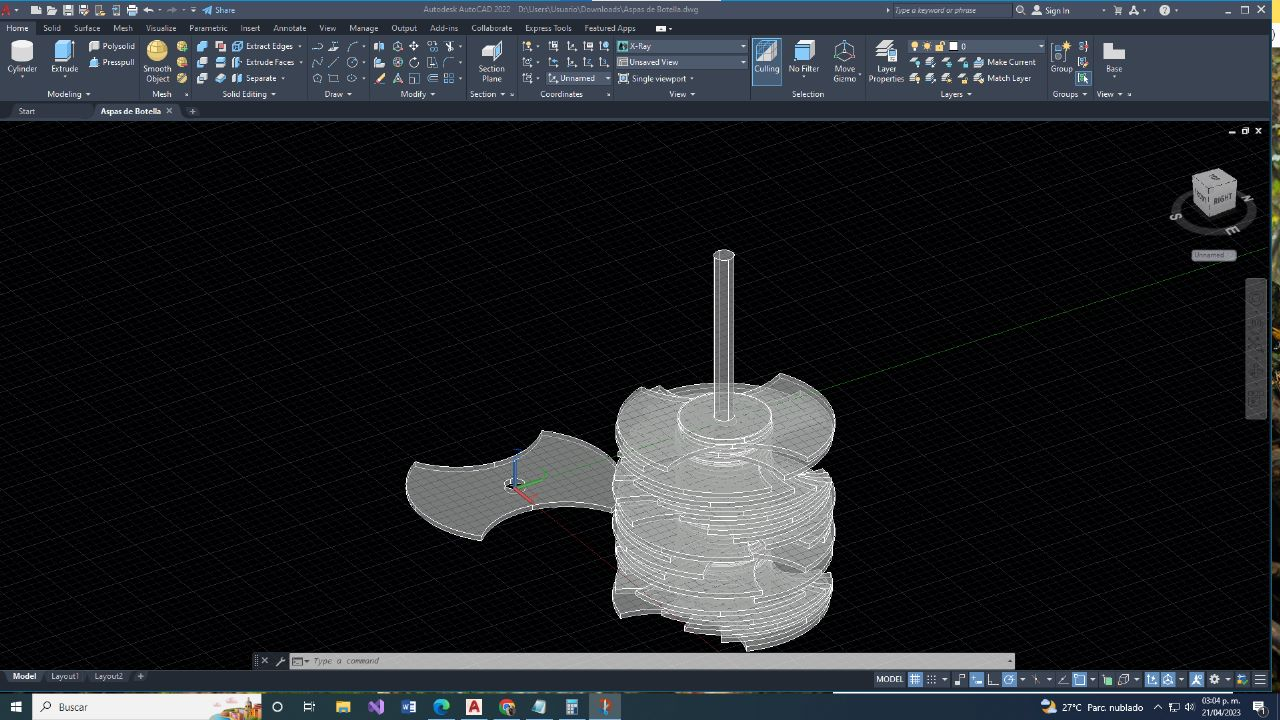 Share
Autodesk AutoCAD 2022 D:\Users\Usuario\Downloads\Aspas de Botella.dwg
Type a keyword or phrase
Sign In
Home Solid Surface Mesh Visualize Parametric Insert Annotate View Manage Output Add-ins Collaborate Express Tools Featured Apps
Cylinder
Extrude
Polysolid
Presspull
Smooth Object
Extract Edges
Extrude Faces
Separate
Section Plane
Unnamed
X-Ray
Unsaved View
Single viewport
Culling
No Filter
Move Gizmo
Layer Properties
0
Make Current
Match Layer
Group
Base
Modeling Mesh Solid Editing Draw Modify Section Coordinates View Selection Layers Groups View
Start
Aspas de Botella
RIGHT
S
E
N
Unnamed
Type a command
Model Layout1 Layout2
MODEL
Buscar
27°C Parc. nublado
03:04 p. m.
21/04/2023